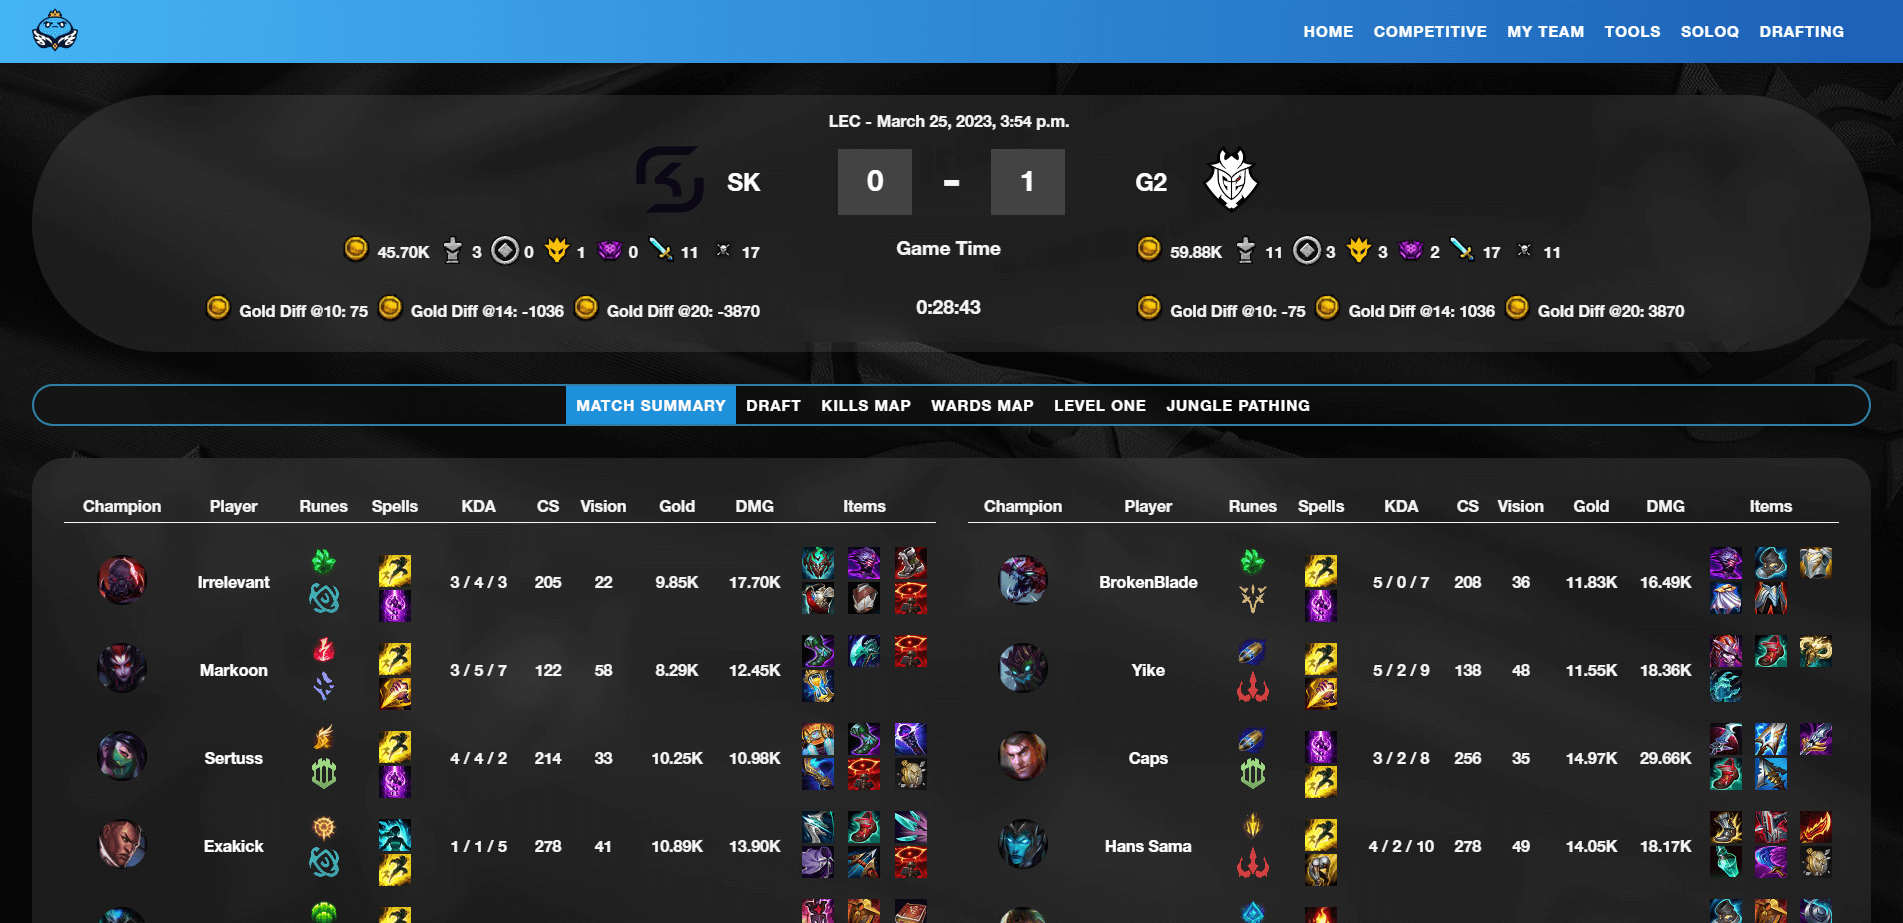 HOME COMPETITIVE MY TEAM TOOLS SOLOQ DRAFTING
LEC - March 25, 2023, 3:54 p.m.
SK 0 - 1 G2
45.70K 3 0 1 0 11 17 Game Time 59.88K 11 3 3 2 17 11
Gold Diff @10: 75 Gold Diff @14: -1036 Gold Diff @20: -3870 0:28:43 Gold Diff @10: -75 Gold Diff @14: 1036 Gold Diff @20: 3870
MATCH SUMMARY DRAFT KILLS MAP WARDS MAP LEVEL ONE JUNGLE PATHING
Champion Player Runes Spells KDA CS Vision Gold DMG Items
Irrelevant 3 / 4 / 3 205 22 9.85K 17.70K
Markoon 3 / 5 / 7 122 58 8.29K 12.45K
Sertuss 4 / 4 / 2 214 33 10.25K 10.98K
Exakick 1 / 1 / 5 278 41 10.89K 13.90K
Champion Player Runes Spells KDA CS Vision Gold DMG Items
BrokenBlade 5 / 0 / 7 208 36 11.83K 16.49K
Yike 5 / 2 / 9 138 48 11.55K 18.36K
Caps 3 / 2 / 8 256 35 14.97K 29.66K
Hans Sama 4 / 2 / 10 278 49 14.05K 18.17K